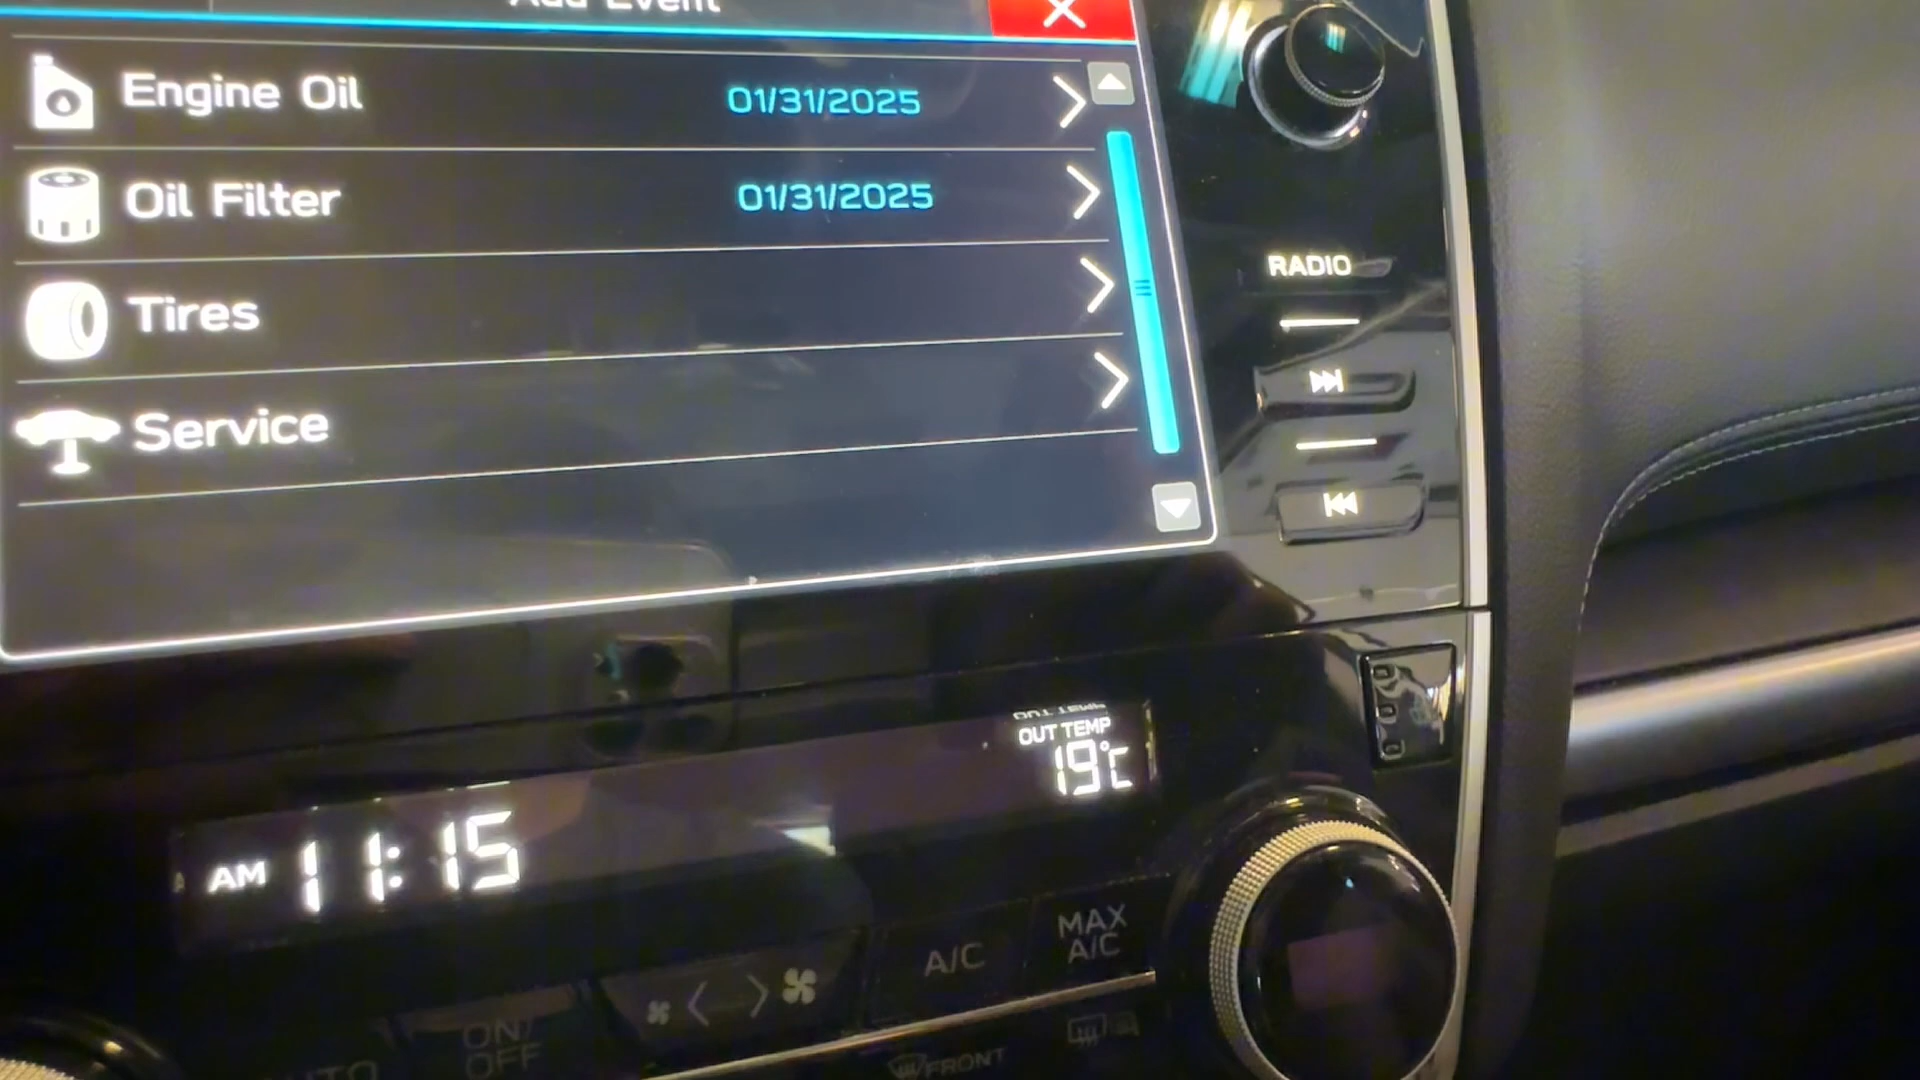 Add Event
Engine Oil 01/31/2025
Oil Filter 01/31/2025
Tires
Service
RADIO
OUT TEMP
19°C
AM 11:15
MAX
A/C
A/C
ON/
OFF
AUTO
FRONT